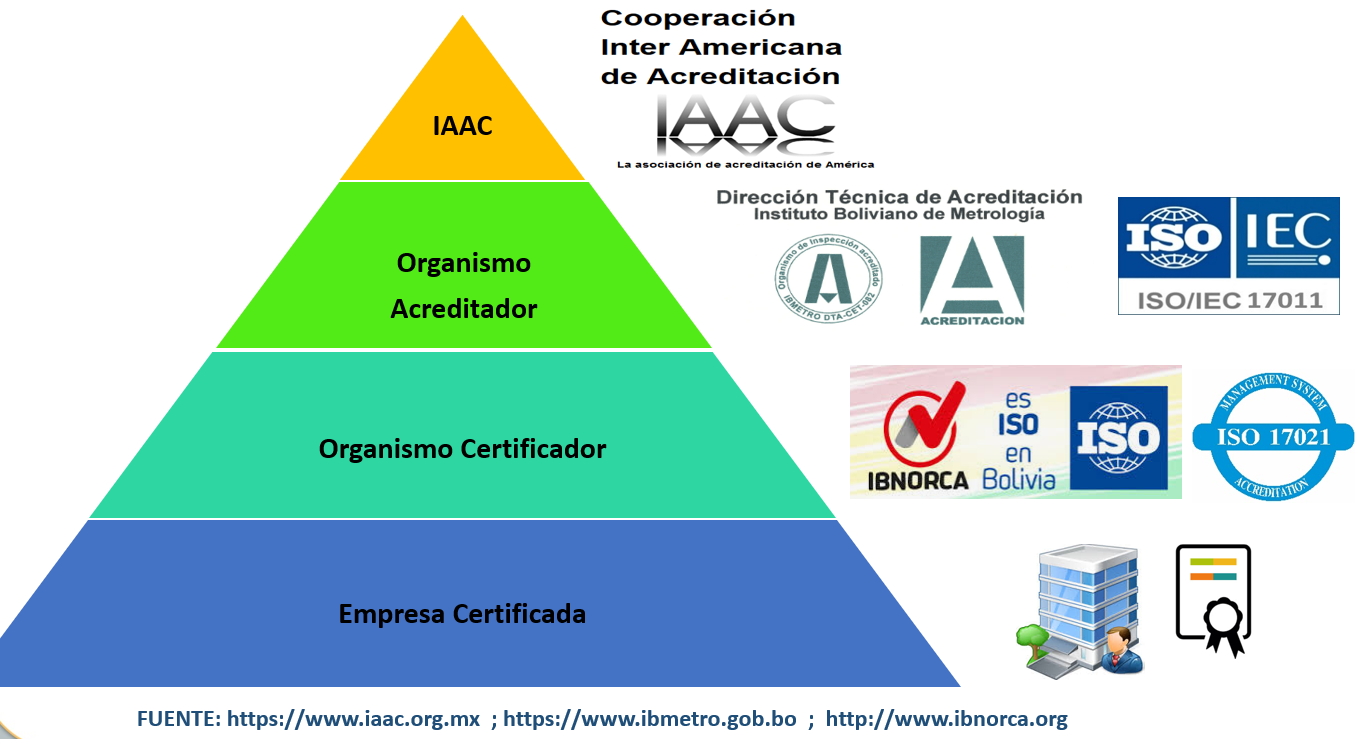 Cooperación
Inter Americana
de Acreditación
IAAC
La asociación de acreditación de América
IAAC
Dirección Técnica de Acreditación
Instituto Boliviano de Metrología
Organismo de Inspección acreditado
IBMETRO DTA-CET-082
ACREDITACION
ISO IEC
ISO/IEC 17011
Organismo
Acreditador
IBNORCA
es
ISO
en
Bolivia
ISO
MANAGEMENT SYSTEM
ISO 17021
ACCREDITATION
Organismo Certificador
Empresa Certificada
FUENTE: https://www.iaac.org.mx ; https://www.ibmetro.gob.bo ; http://www.ibnorca.org